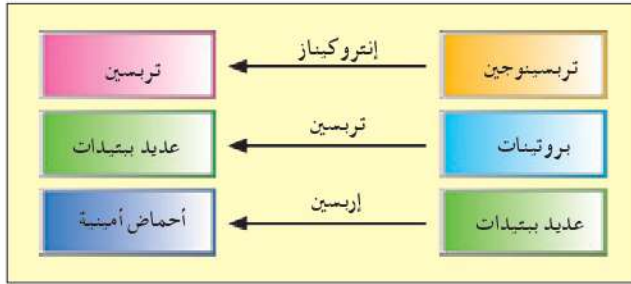 تربسينوجين إنتروكيناز تربسين
بروتينات تربسين عديد ببتيدات
عديد ببتيدات إربسين أحماض أمينية